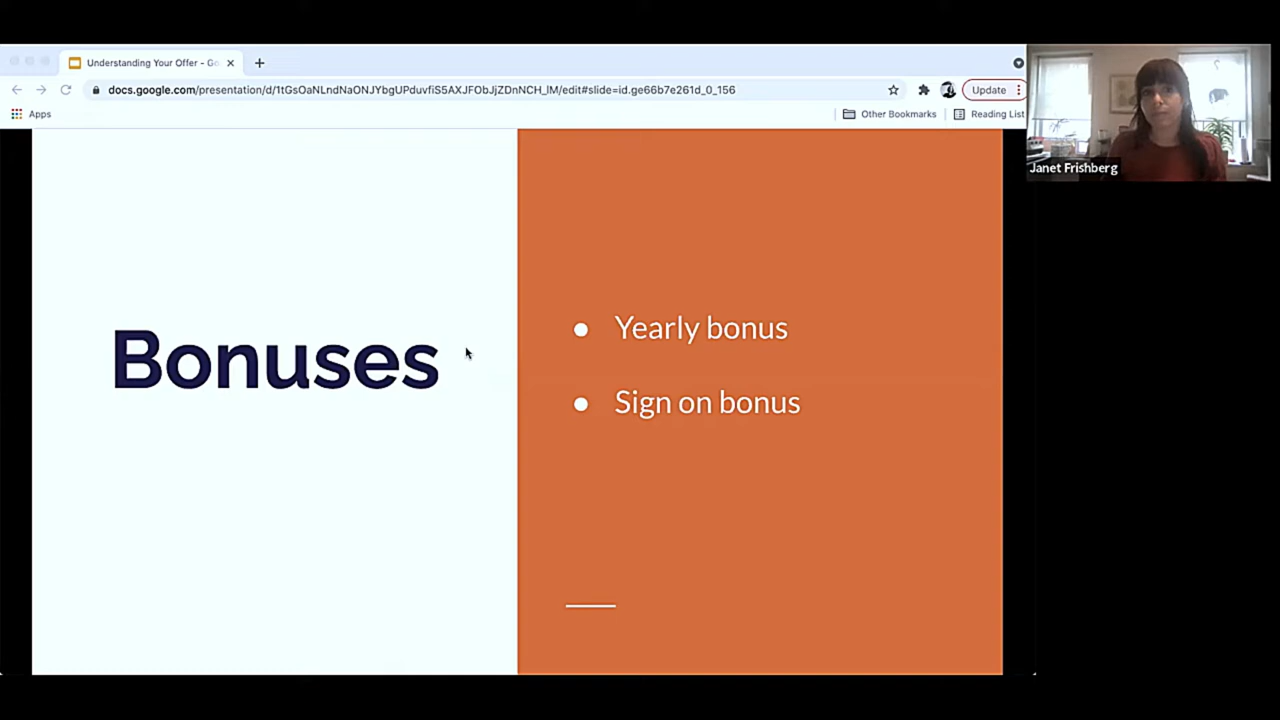 Understanding Your Offer - Go
docs.google.com/presentation/d/1tGsOaNLndNaONJYbgUPduvfiS5AXJFObJjZDnNCH_lM/edit#slide=id.ge66b7e261d_0_156
Update
Apps
Other Bookmarks
Reading List
Janet Frishberg
Bonuses
● Yearly bonus
● Sign on bonus